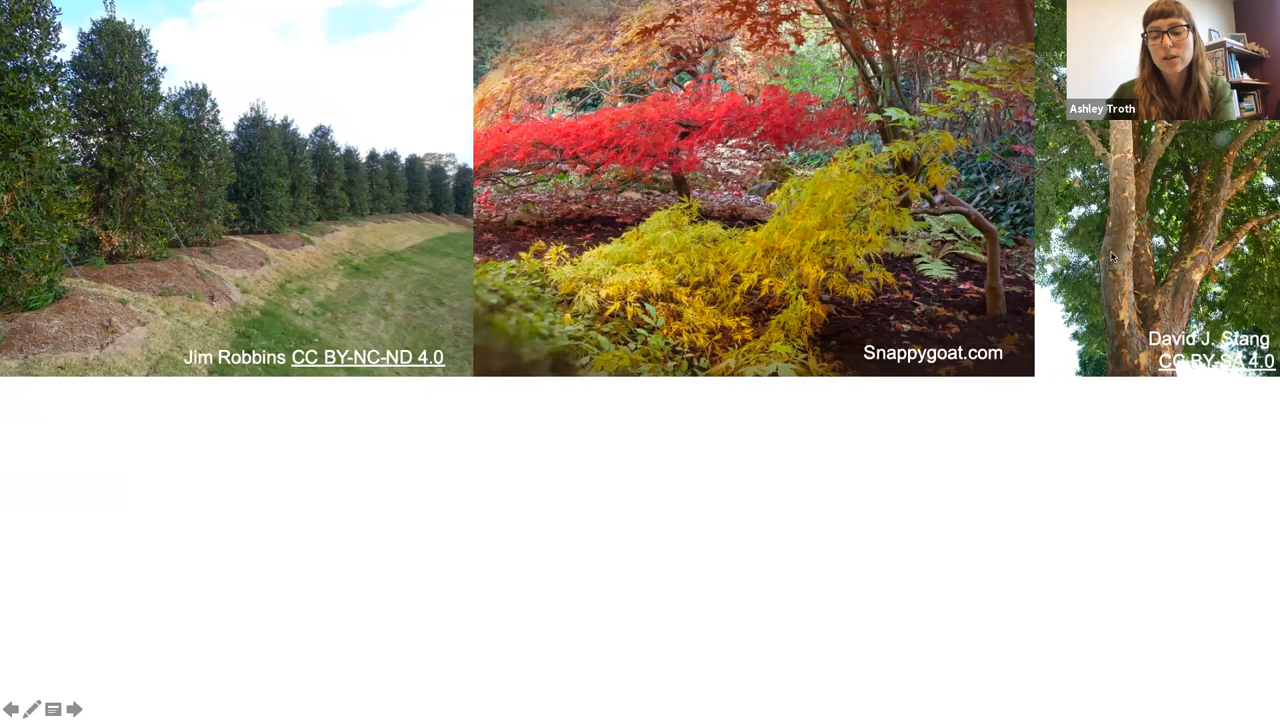 Ashley Troth
Jim Robbins CC BY-NC-ND 4.0
Snappygoat.com
David J. Stang
CC BY-SA 4.0